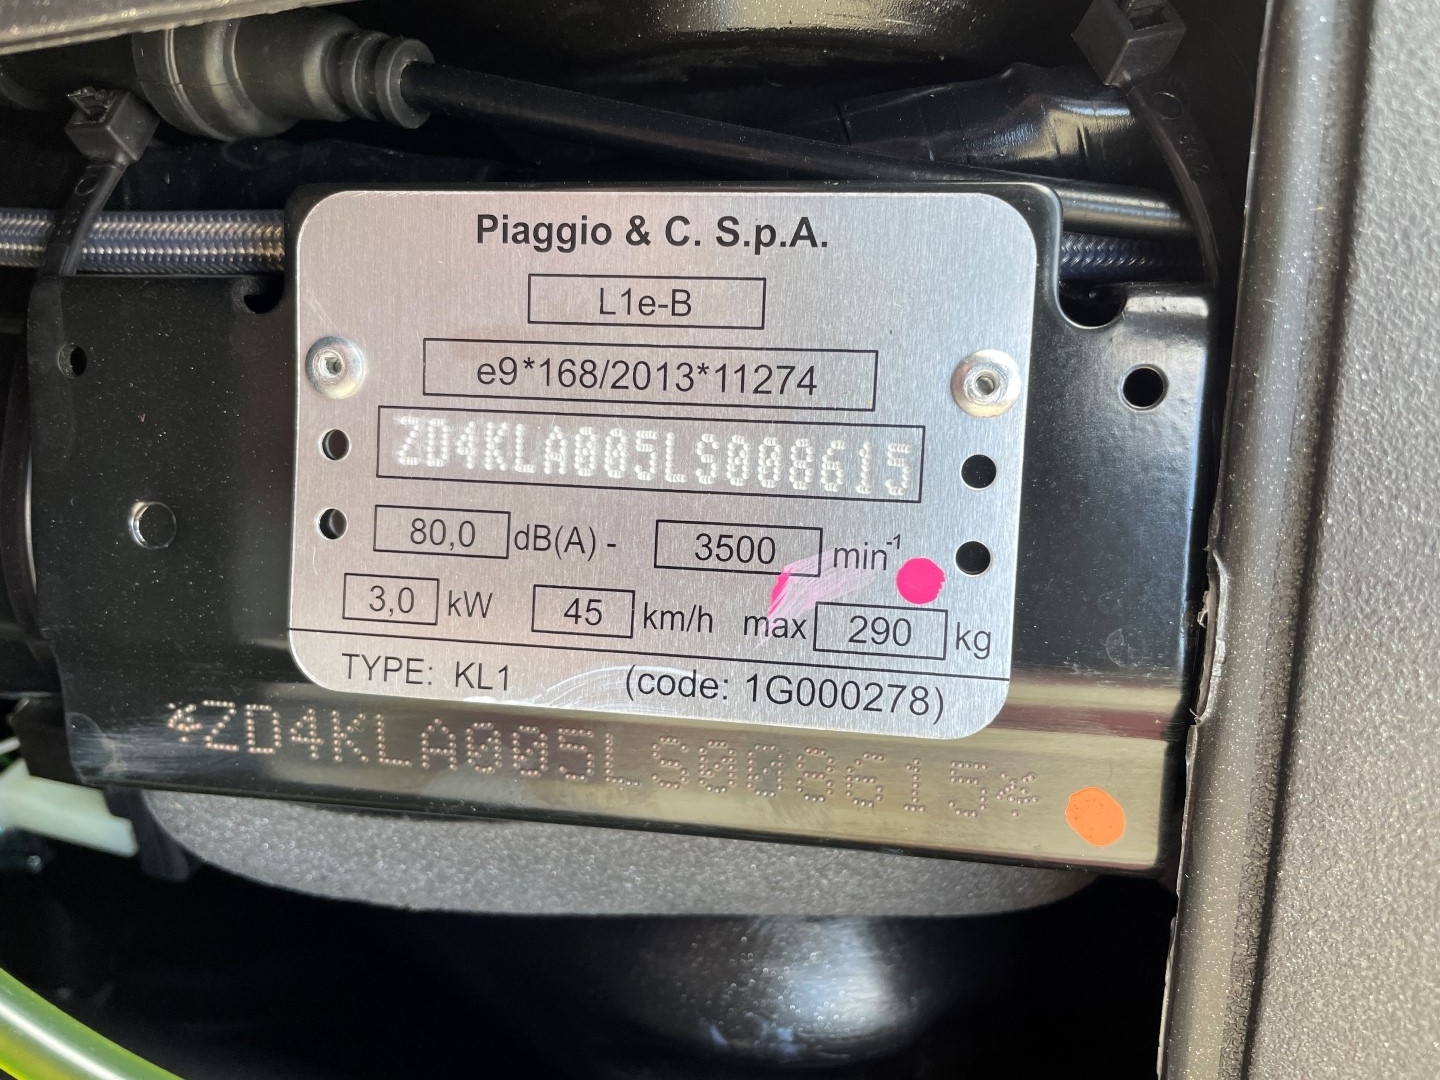 Piaggio & C. S.p.A.
L1e-B
e9*168/2013*11274
ZD4KLA005LS008615
80,0 dB(A) - 3500 min-1
3,0 kW 45 km/h max 290 kg
TYPE: KL1 (code: 1G000278)
*ZD4KLA005LS008615*